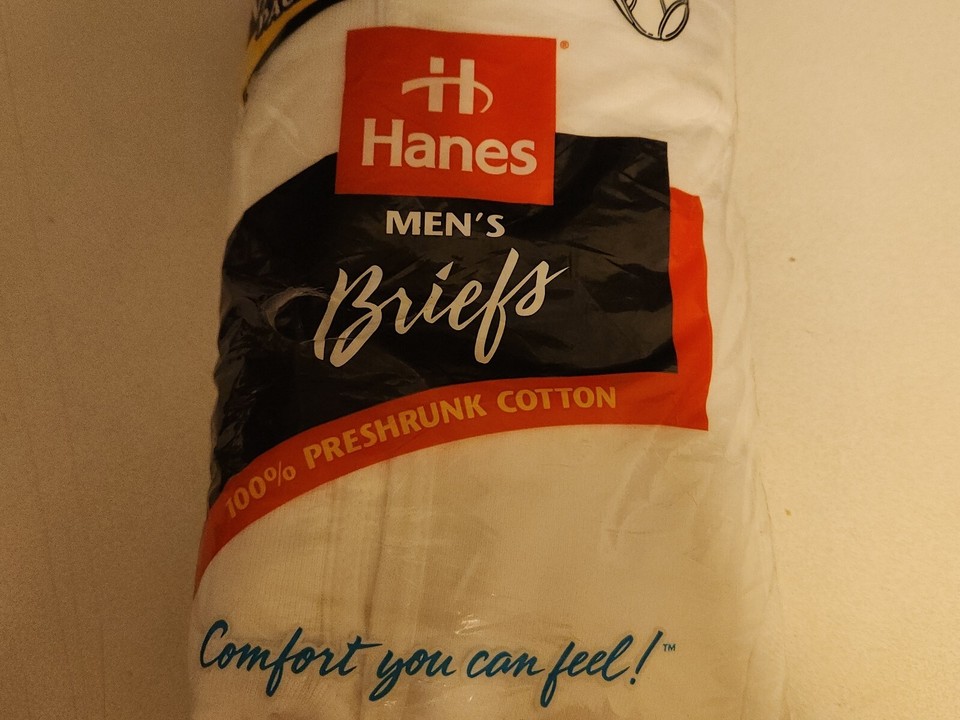 H
Hanes®
MEN'S
Briefs
100% PRESHRUNK COTTON
Comfort you can feel!™